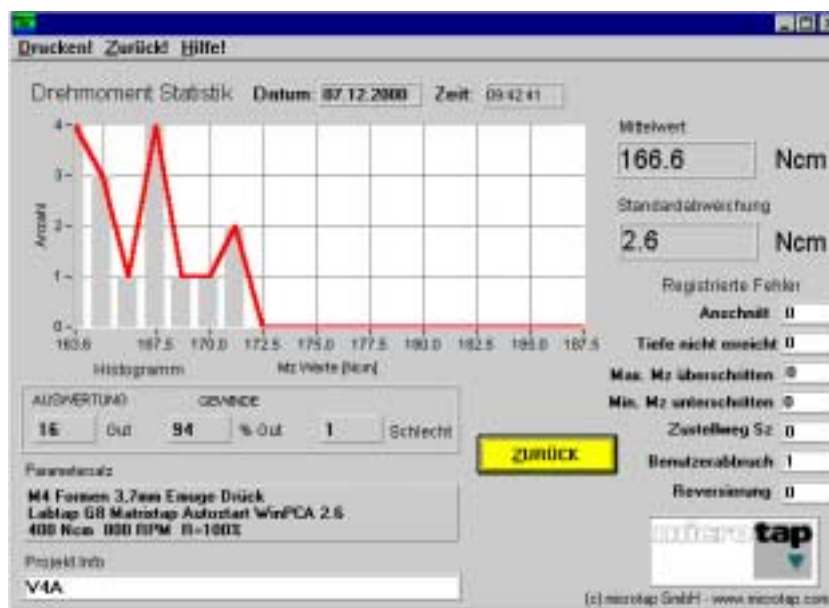 Drucken! Zurück! Hilfe!
Drehmoment Statistik Datum: 07.12.2000 Zeit: 09:42:41
Mittelwert
166.6 Ncm
Standardabweichung
2.6 Ncm
Anzahl
4
3
2
1
0
163.6 167.5 170.0 172.5 175.0 177.5 180.0 182.5 185.0 187.5
Histogramm Mz Werte [Ncm]
Registrierte Fehler
Anschnitt 0
Tiefe nicht erreicht 0
Max. Mz überschritten 0
Min. Mz unterschritten 0
Zustellweg Sz 0
Benutzerabbruch 1
Reversierung 0
AUSWERTUNG GEWINDE
16 Gut 94 % Gut 1 Schlecht
ZURÜCK
Parametersatz
M4 Formen 3,7mm Emuge Drück
Labtap G8 Matristap Autostart WinPCA 2.6
400 Ncm 800 RPM R=100%
Projekt Info
V4A
microtap
(c) microtap GmbH - www.microtap.com